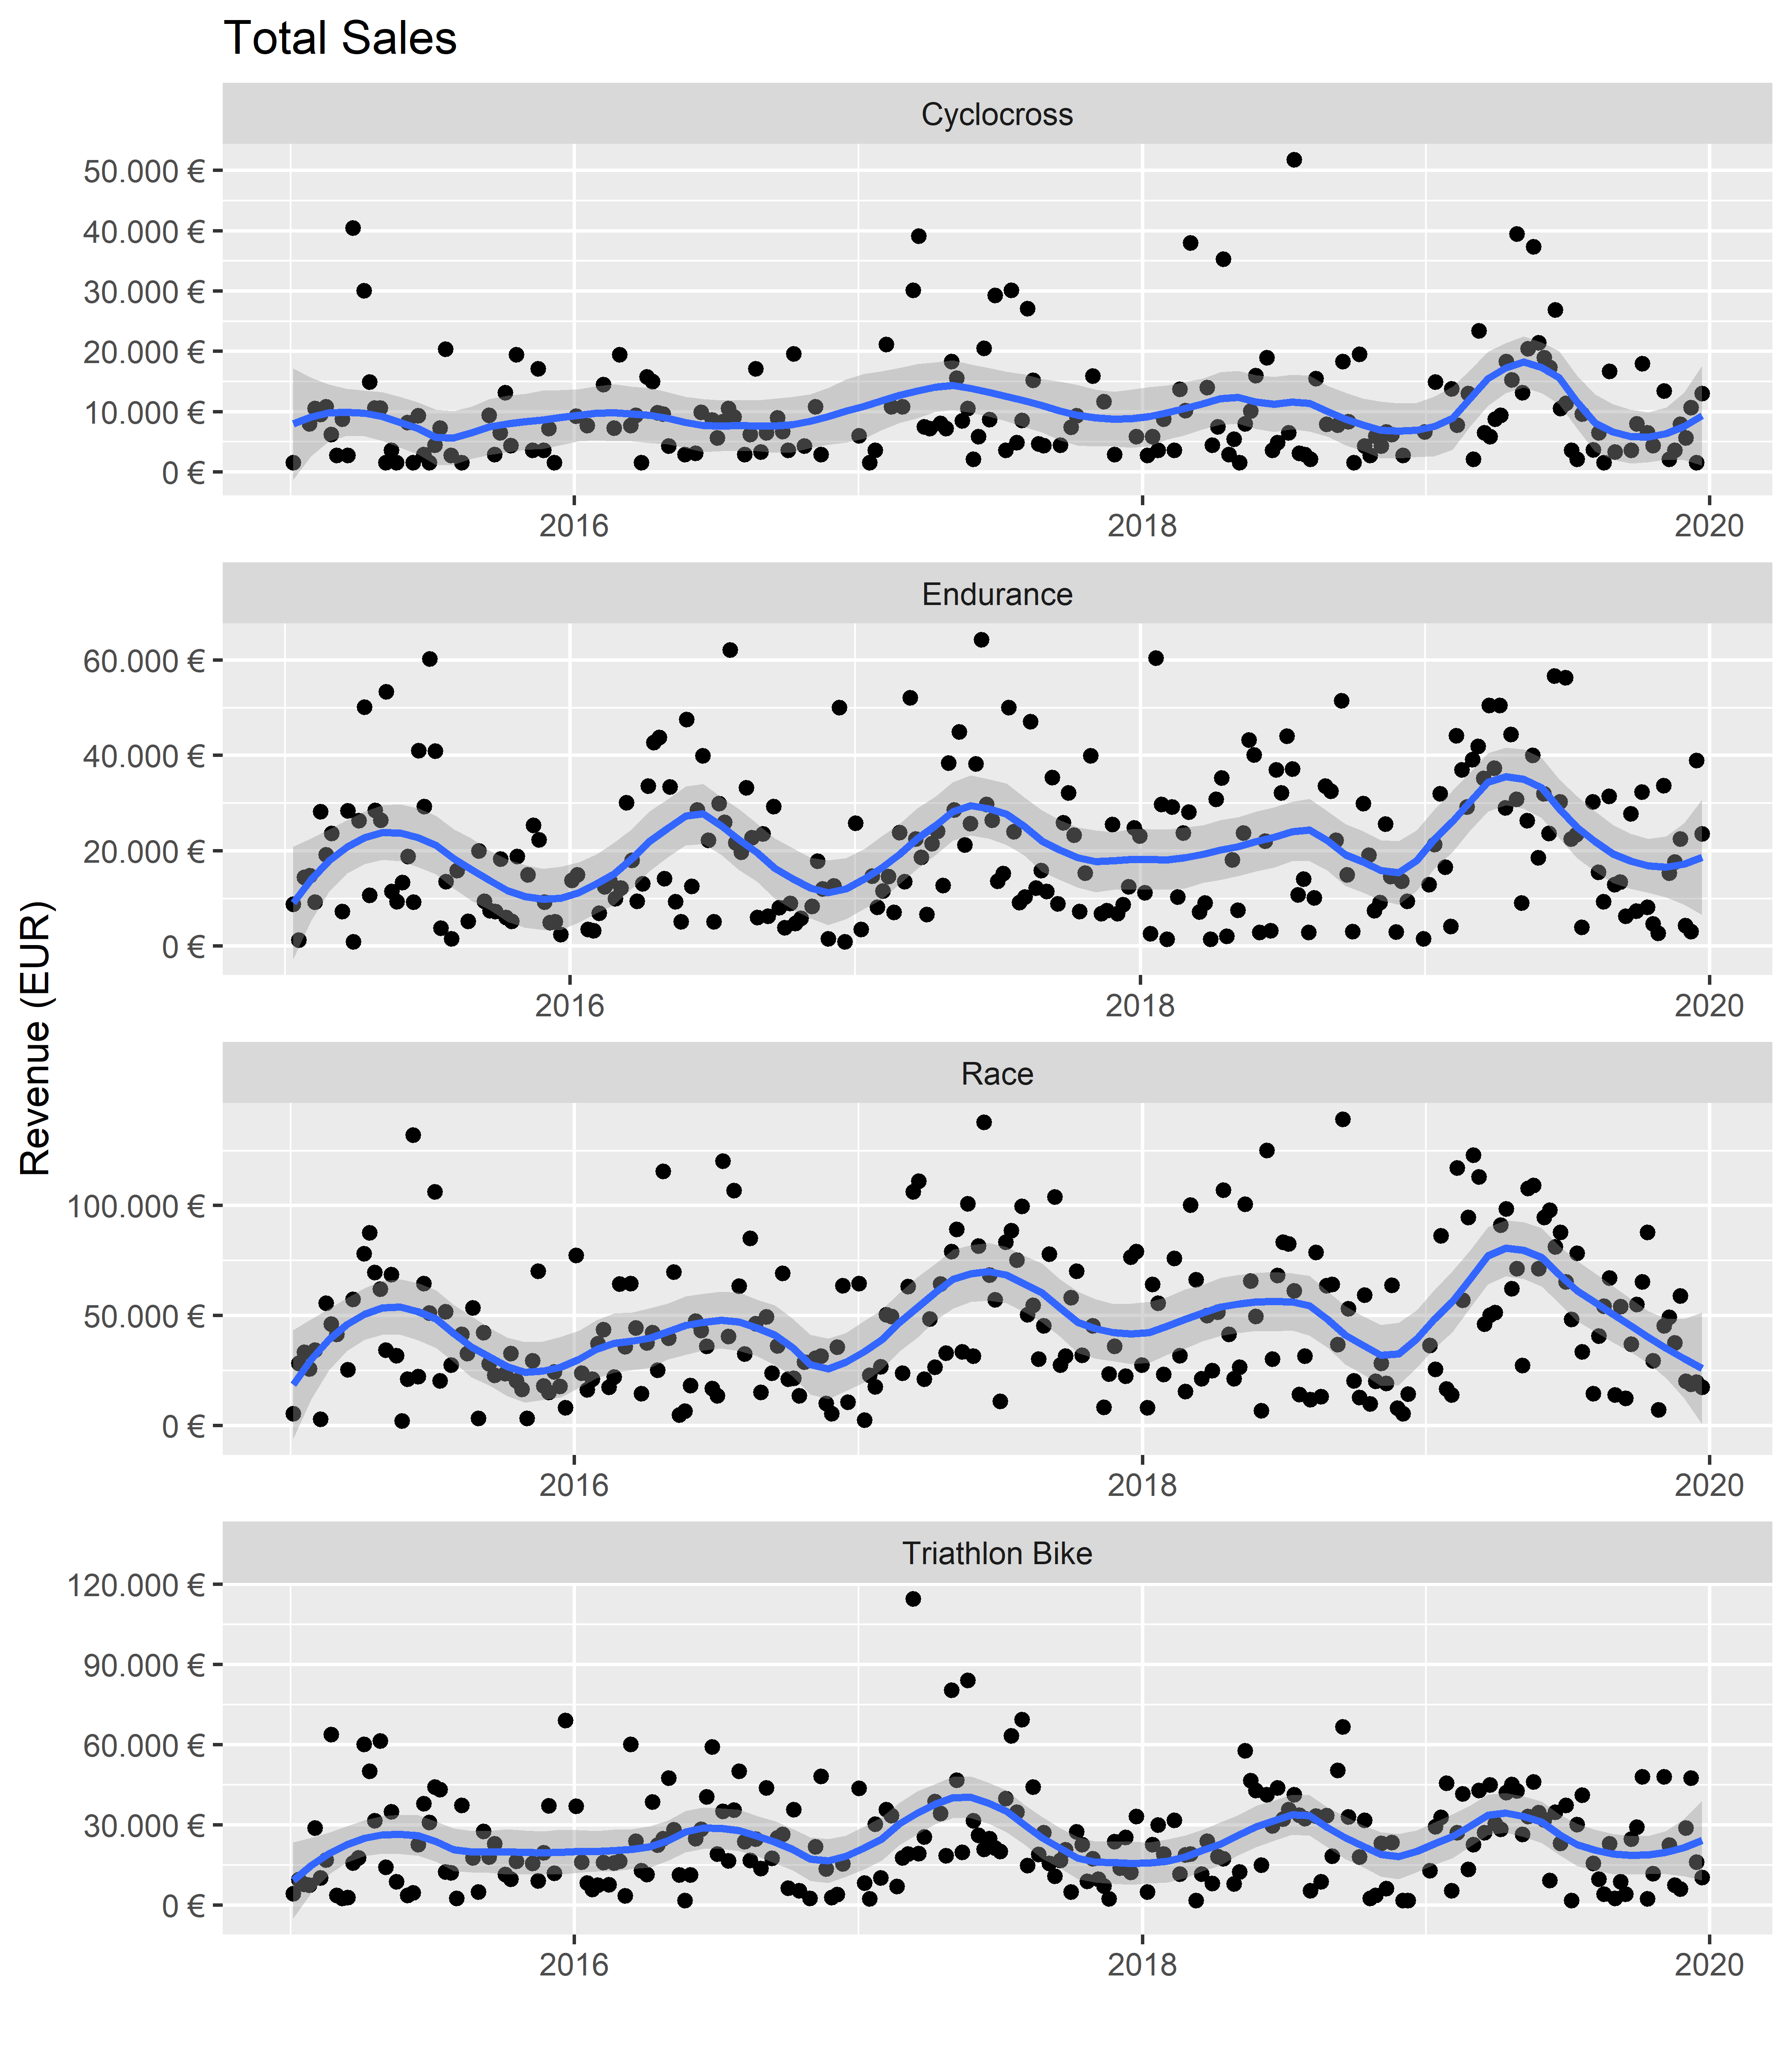 Total Sales
Revenue (EUR)
Cyclocross
50.000 €
40.000 €
30.000 €
20.000 €
10.000 €
0 €
2016 2018 2020
Endurance
60.000 €
40.000 €
20.000 €
0 €
2016 2018 2020
Race
100.000 €
50.000 €
0 €
2016 2018 2020
Triathlon Bike
120.000 €
90.000 €
60.000 €
30.000 €
0 €
2016 2018 2020